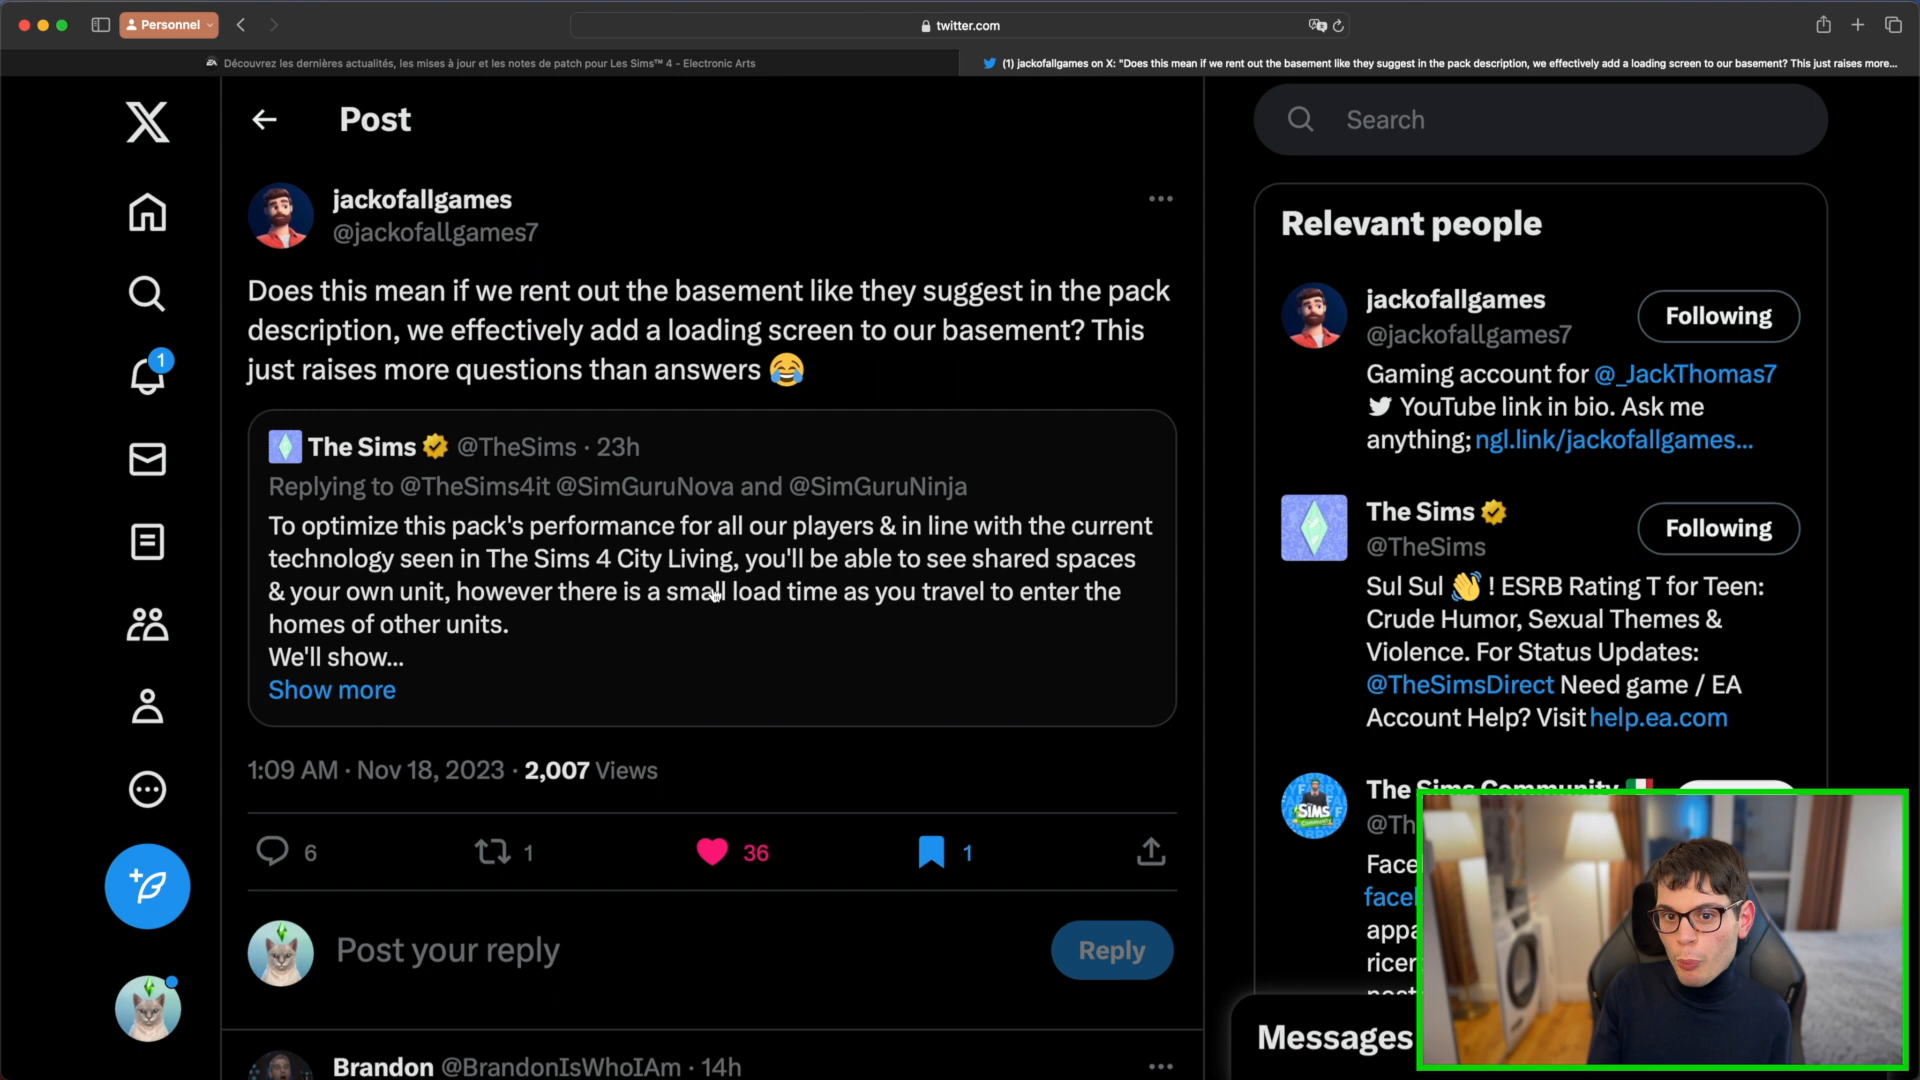 Personnel
twitter.com
Découvrez les dernières actualités, les mises à jour et les notes de patch pour Les Sims™ 4 - Electronic Arts
(1) jackofallgames on X: "Does this mean if we rent out the basement like they suggest in the pack description, we effectively add a loading screen to our basement? This just raises more...
Post
jackofallgames
@jackofallgames7
Does this mean if we rent out the basement like they suggest in the pack
description, we effectively add a loading screen to our basement? This
just raises more questions than answers 😂
The Sims @TheSims · 23h
Replying to @TheSims4it @SimGuruNova and @SimGuruNinja
To optimize this pack's performance for all our players & in line with the current
technology seen in The Sims 4 City Living, you'll be able to see shared spaces
& your own unit, however there is a small load time as you travel to enter the
homes of other units.
We'll show...
Show more
1:09 AM · Nov 18, 2023 · 2,007 Views
6
1
36
1
Post your reply
Reply
Brandon @BrandonIsWhoIAm · 14h
1
Search
Relevant people
jackofallgames
@jackofallgames7
Following
Gaming account for @_JackThomas7
YouTube link in bio. Ask me
anything; ngl.link/jackofallgames...
The Sims
@TheSims
Following
Sul Sul 👋 ! ESRB Rating T for Teen:
Crude Humor, Sexual Themes &
Violence. For Status Updates:
@TheSimsDirect Need game / EA
Account Help? Visit help.ea.com
The Sims Community 🇮🇹
@Th
Face
facel
appa
ricer
Messages